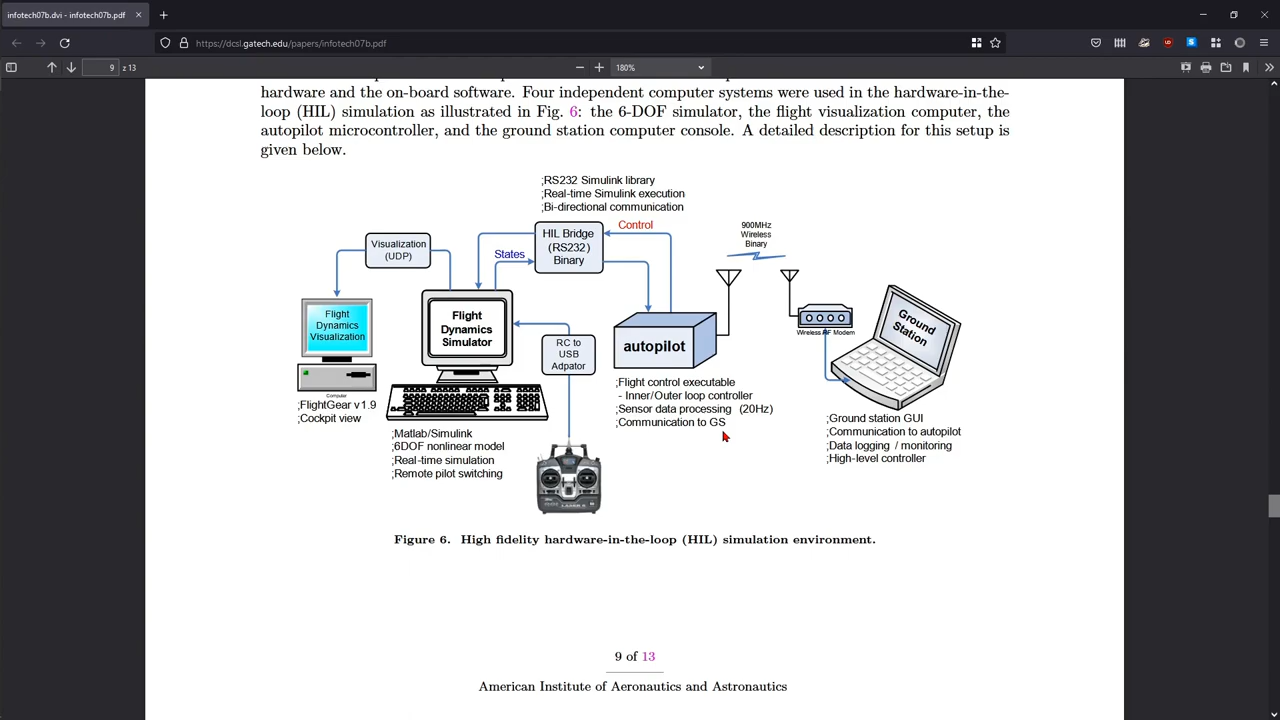 infotech07b.dvi - infotech07b.pdf
https://dcsl.gatech.edu/papers/infotech07b.pdf
9 z 13
180%
hardware and the on-board software. Four independent computer systems were used in the hardware-in-the-
loop (HIL) simulation as illustrated in Fig. 6: the 6-DOF simulator, the flight visualization computer, the
autopilot microcontroller, and the ground station computer console. A detailed description for this setup is
given below.
;RS232 Simulink library
;Real-time Simulink execution
;Bi-directional communication
Control
900MHz
Wireless
Binary
Visualization
(UDP)
HIL Bridge
(RS232)
Binary
States
Flight
Dynamics
Visualization
Flight
Dynamics
Simulator
RC to
USB
Adpator
autopilot
Wireless RF Modem
Ground
Station
Computer
;FlightGear v1.9
;Cockpit view
;Matlab/Simulink
;6DOF nonlinear model
;Real-time simulation
;Remote pilot switching
;Flight control executable
- Inner/Outer loop controller
;Sensor data processing (20Hz)
;Communication to GS
;Ground station GUI
;Communication to autopilot
;Data logging / monitoring
;High-level controller
Figure 6. High fidelity hardware-in-the-loop (HIL) simulation environment.
9 of 13
American Institute of Aeronautics and Astronautics